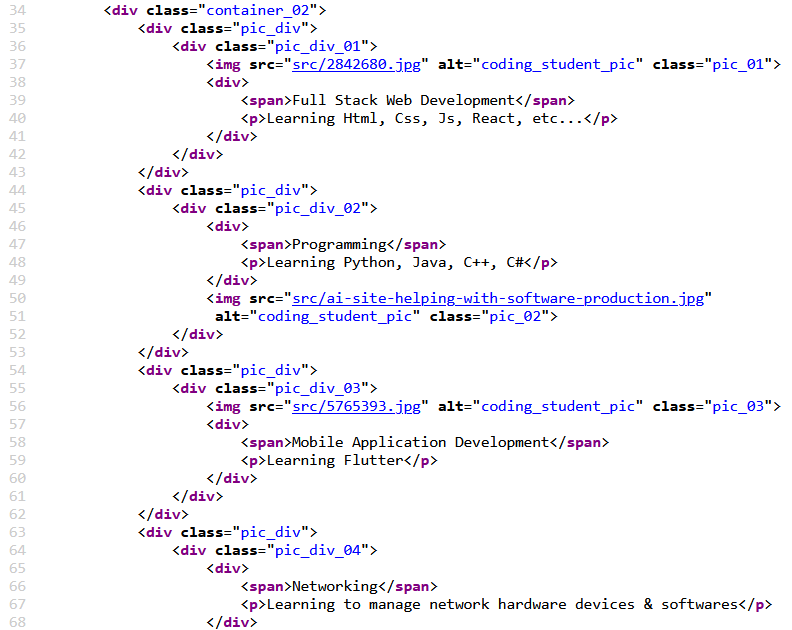 34 <div class="container_02">
35 <div class="pic_div">
36 <div class="pic_div_01">
37 <img src="src/2842680.jpg" alt="coding_student_pic" class="pic_01">
38 <div>
39 <span>Full Stack Web Development</span>
40 <p>Learning Html, Css, Js, React, etc...</p>
41 </div>
42 </div>
43 </div>
44 <div class="pic_div">
45 <div class="pic_div_02">
46 <div>
47 <span>Programming</span>
48 <p>Learning Python, Java, C++, C#</p>
49 </div>
50 <img src="src/ai-site-helping-with-software-production.jpg"
51 alt="coding_student_pic" class="pic_02">
52 </div>
53 </div>
54 <div class="pic_div">
55 <div class="pic_div_03">
56 <img src="src/5765393.jpg" alt="coding_student_pic" class="pic_03">
57 <div>
58 <span>Mobile Application Development</span>
59 <p>Learning Flutter</p>
60 </div>
61 </div>
62 </div>
63 <div class="pic_div">
64 <div class="pic_div_04">
65 <div>
66 <span>Networking</span>
67 <p>Learning to manage network hardware devices & softwares</p>
68 </div>